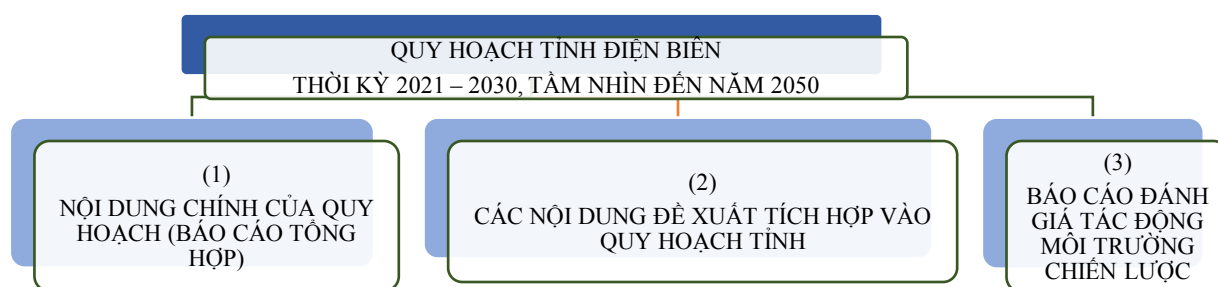 QUY HOẠCH TỈNH ĐIỆN BIÊN
THỜI KỲ 2021 – 2030, TẦM NHÌN ĐẾN NĂM 2050
(1)
NỘI DUNG CHÍNH CỦA QUY
HOẠCH (BÁO CÁO TỔNG
HỢP)
(2)
CÁC NỘI DUNG ĐỀ XUẤT TÍCH HỢP VÀO
QUY HOẠCH TỈNH
(3)
BÁO CÁO ĐÁNH
GIÁ TÁC ĐỘNG
MÔI TRƯỜNG
CHIẾN LƯỢC